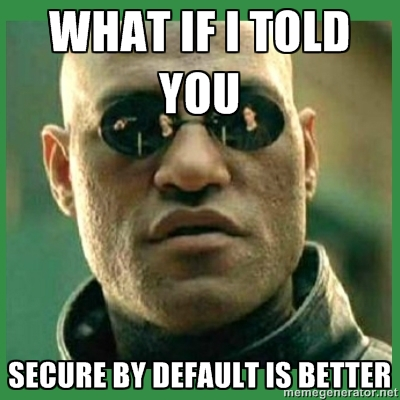 WHAT IF I TOLD
YOU
SECURE BY DEFAULT IS BETTER
memegenerator.net